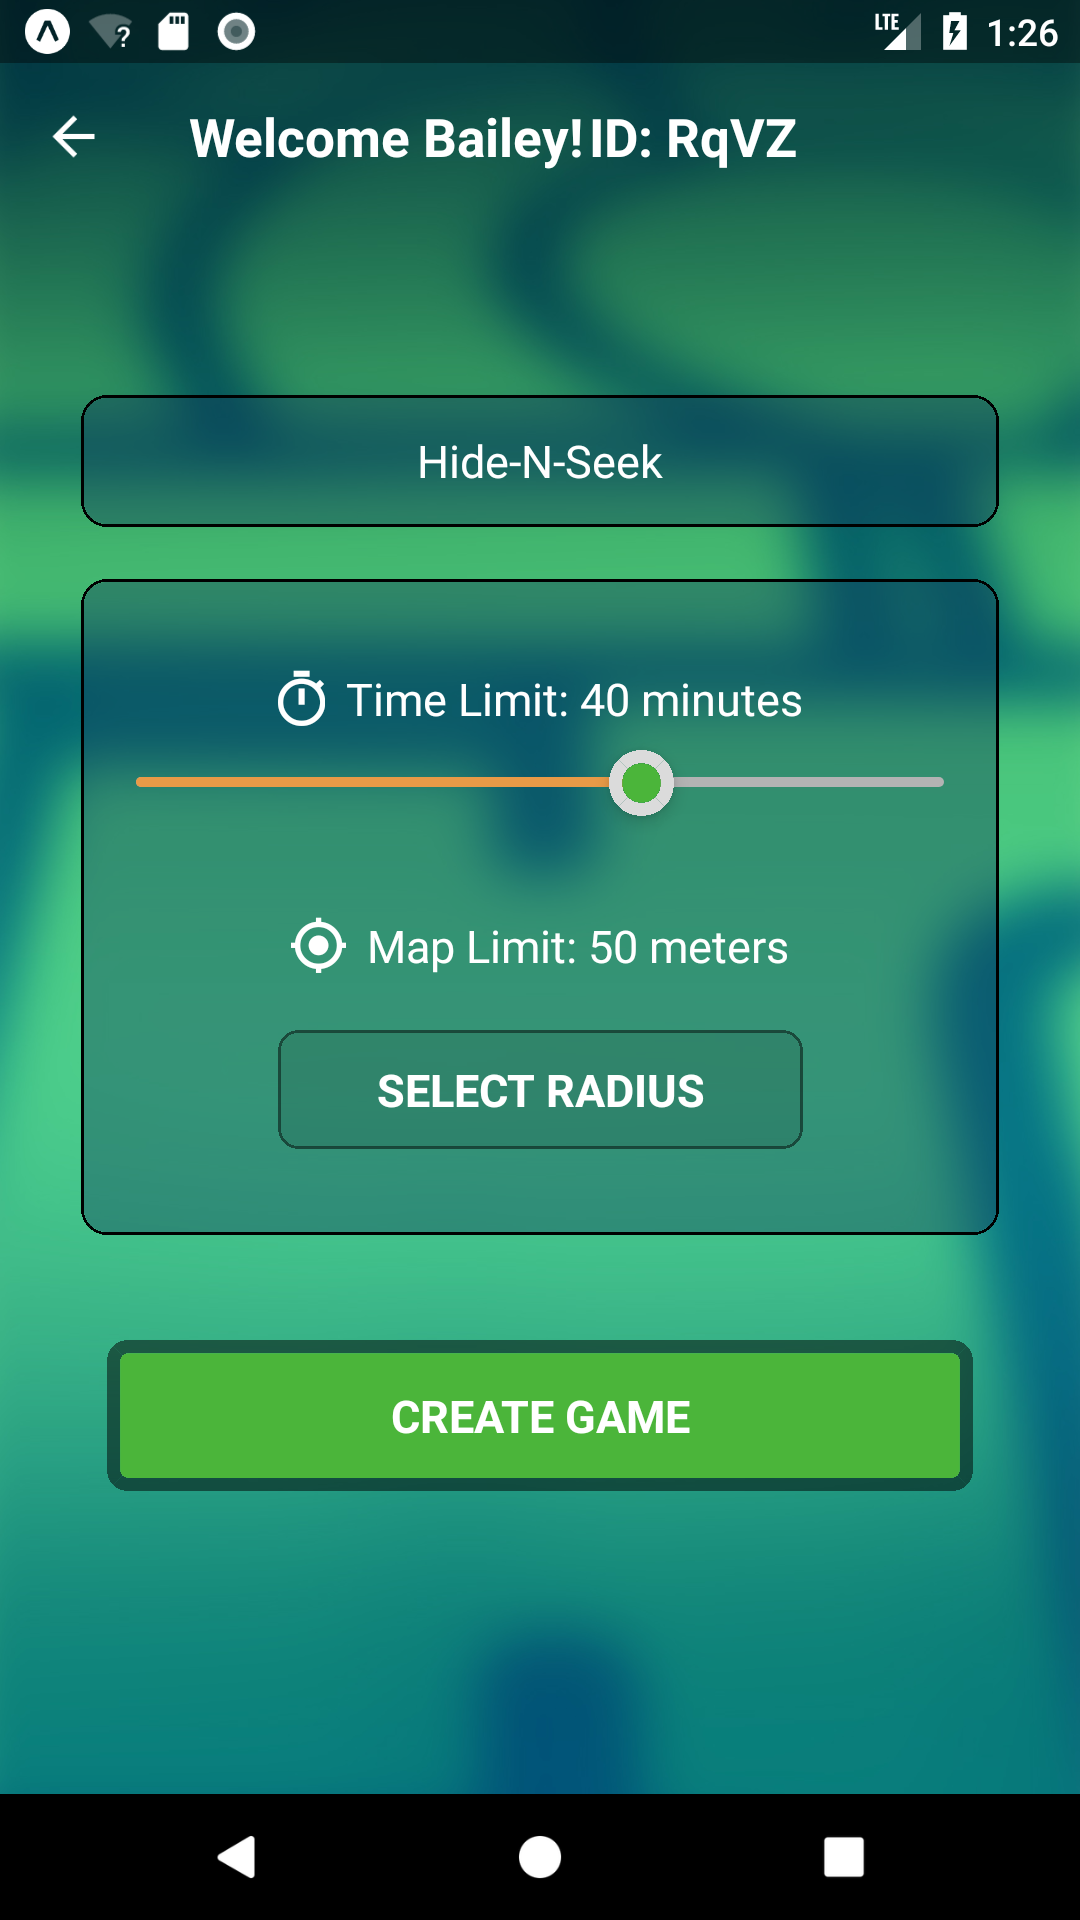 LTE 1:26
Welcome Bailey! ID: RqVZ
Hide-N-Seek
Time Limit: 40 minutes
Map Limit: 50 meters
SELECT RADIUS
CREATE GAME